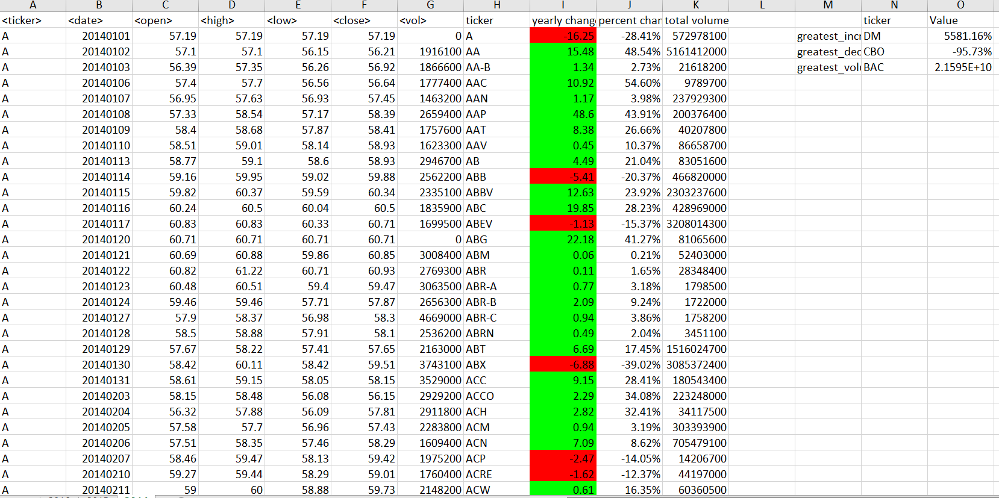 A B C D E F G H I J K L M N O
<ticker> <date> <open> <high> <low> <close> <vol> ticker yearly chang percent chan total volume ticker Value
A 20140101 57.19 57.19 57.19 57.19 0 A -16.25 -28.41% 572978100 greatest_incr DM 5581.16%
A 20140102 57.1 57.1 56.15 56.21 1916100 AA 15.48 48.54% 5161412000 greatest_dec CBO -95.73%
A 20140103 56.39 57.35 56.26 56.92 1866600 AA-B 1.34 2.73% 21618200 greatest_volu BAC 2.1595E+10
A 20140106 57.4 57.7 56.56 56.64 1777400 AAC 10.92 54.60% 9789700
A 20140107 56.95 57.63 56.93 57.45 1463200 AAN 1.17 3.98% 237929300
A 20140108 57.33 58.54 57.17 58.39 2659400 AAP 48.6 43.91% 200376400
A 20140109 58.4 58.68 57.87 58.41 1757600 AAT 8.38 26.66% 40207800
A 20140110 58.51 59.01 58.14 58.93 1623300 AAV 0.45 10.37% 86658700
A 20140113 58.77 59.1 58.6 58.93 2946700 AB 4.49 21.04% 83051600
A 20140114 59.16 59.95 59.02 59.88 2562200 ABB -5.41 -20.37% 466820000
A 20140115 59.82 60.37 59.59 60.34 2335100 ABBV 12.63 23.92% 2303237600
A 20140116 60.24 60.5 60.04 60.5 1835900 ABC 19.85 28.23% 428969000
A 20140117 60.83 60.83 60.33 60.71 1699500 ABEV -1.13 -15.37% 3208014300
A 20140120 60.71 60.71 60.71 60.71 0 ABG 22.18 41.27% 81065600
A 20140121 60.69 60.88 59.86 60.85 3008400 ABM 0.06 0.21% 52403000
A 20140122 60.82 61.22 60.71 60.93 2769300 ABR 0.11 1.65% 28348400
A 20140123 60.48 60.51 59.4 59.47 3063500 ABR-A 0.77 3.18% 1798500
A 20140124 59.46 59.46 57.71 57.87 2656300 ABR-B 2.09 9.24% 1722000
A 20140127 57.9 58.37 56.98 58.3 4669000 ABR-C 0.94 3.86% 1758200
A 20140128 58.5 58.88 57.91 58.1 2536200 ABRN 0.49 2.04% 3451100
A 20140129 57.67 58.22 57.41 57.65 2163000 ABT 6.69 17.45% 1516024700
A 20140130 58.42 60.11 58.42 59.51 3743100 ABX -6.88 -39.02% 3085372400
A 20140131 58.61 59.15 58.05 58.15 3529000 ACC 9.15 28.41% 180543400
A 20140203 58.15 58.48 56.08 56.15 2929200 ACCO 2.29 34.08% 223248000
A 20140204 56.32 57.88 56.09 57.81 2911800 ACH 2.82 32.41% 34117500
A 20140205 57.58 57.7 56.96 57.43 2283800 ACM 0.94 3.19% 303393900
A 20140206 57.51 58.35 57.46 58.29 1609400 ACN 7.09 8.62% 705479100
A 20140207 58.46 59.47 58.13 59.42 1975200 ACP -2.47 -14.05% 14206700
A 20140210 59.27 59.44 58.29 59.01 1760400 ACRE -1.62 -12.37% 44197000
A 20140211 59 60 58.88 59.73 2148200 ACW 0.61 16.35% 60360500